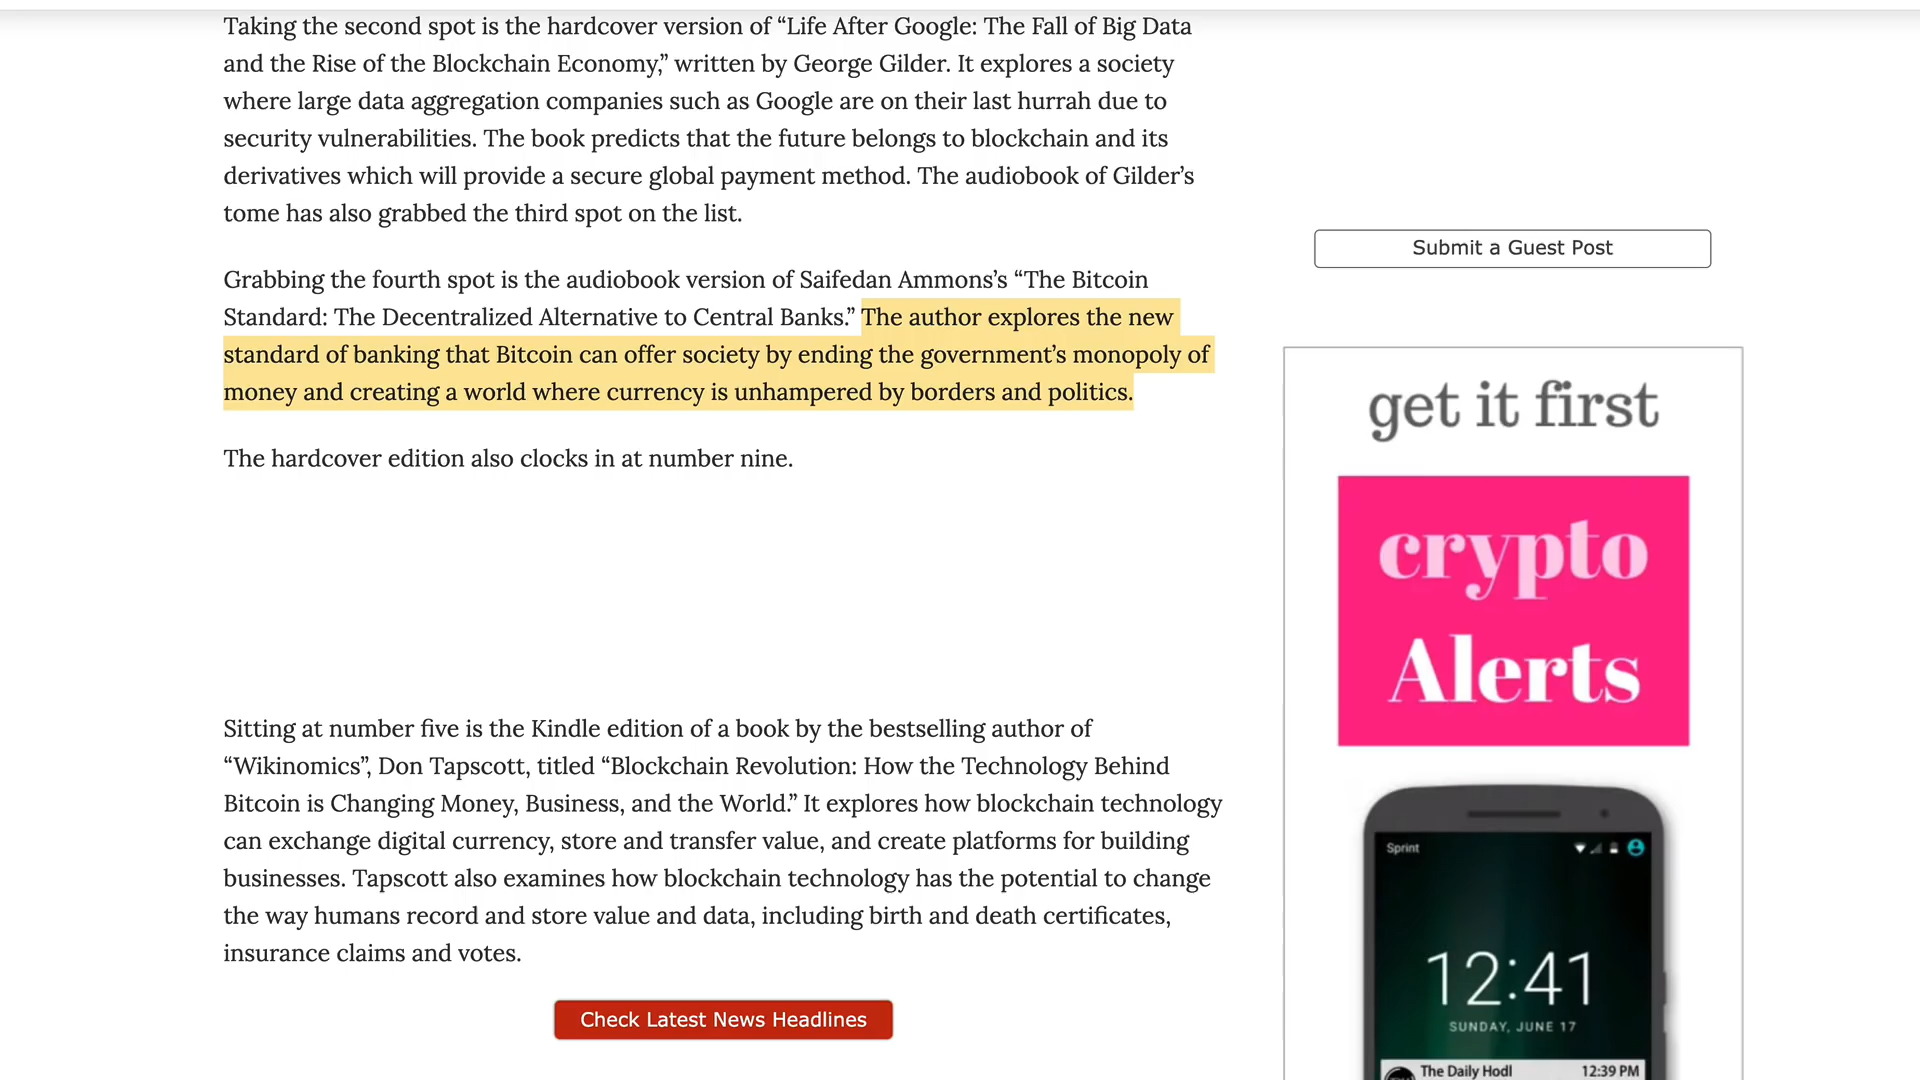 Taking the second spot is the hardcover version of “Life After Google: The Fall of Big Data
and the Rise of the Blockchain Economy,” written by George Gilder. It explores a society
where large data aggregation companies such as Google are on their last hurrah due to
security vulnerabilities. The book predicts that the future belongs to blockchain and its
derivatives which will provide a secure global payment method. The audiobook of Gilder’s
tome has also grabbed the third spot on the list.
Grabbing the fourth spot is the audiobook version of Saifedan Ammons’s “The Bitcoin
Standard: The Decentralized Alternative to Central Banks.” The author explores the new
standard of banking that Bitcoin can offer society by ending the government’s monopoly of
money and creating a world where currency is unhampered by borders and politics.
The hardcover edition also clocks in at number nine.
Sitting at number five is the Kindle edition of a book by the bestselling author of
“Wikinomics”, Don Tapscott, titled “Blockchain Revolution: How the Technology Behind
Bitcoin is Changing Money, Business, and the World.” It explores how blockchain technology
can exchange digital currency, store and transfer value, and create platforms for building
businesses. Tapscott also examines how blockchain technology has the potential to change
the way humans record and store value and data, including birth and death certificates,
insurance claims and votes.
Check Latest News Headlines
Submit a Guest Post
get it first
crypto
Alerts
Sprint
12:41
SUNDAY, JUNE 17
The Daily Hodl 12:39 PM